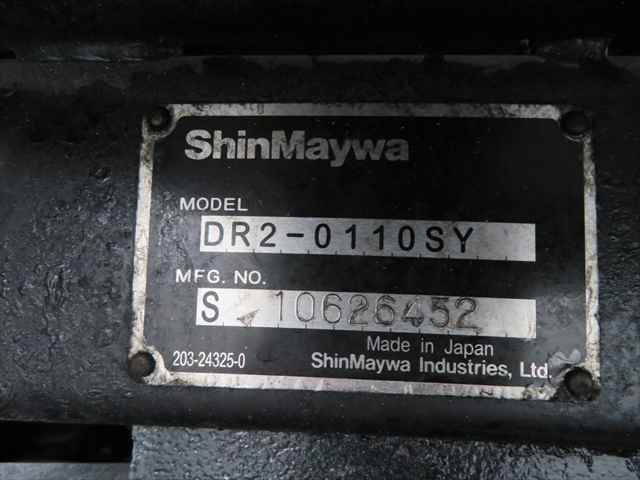 ShinMaywa
MODEL
DR2-0110SY
MFG. NO.
S 10626452
Made in Japan
203-24325-0
ShinMaywa Industries, Ltd.